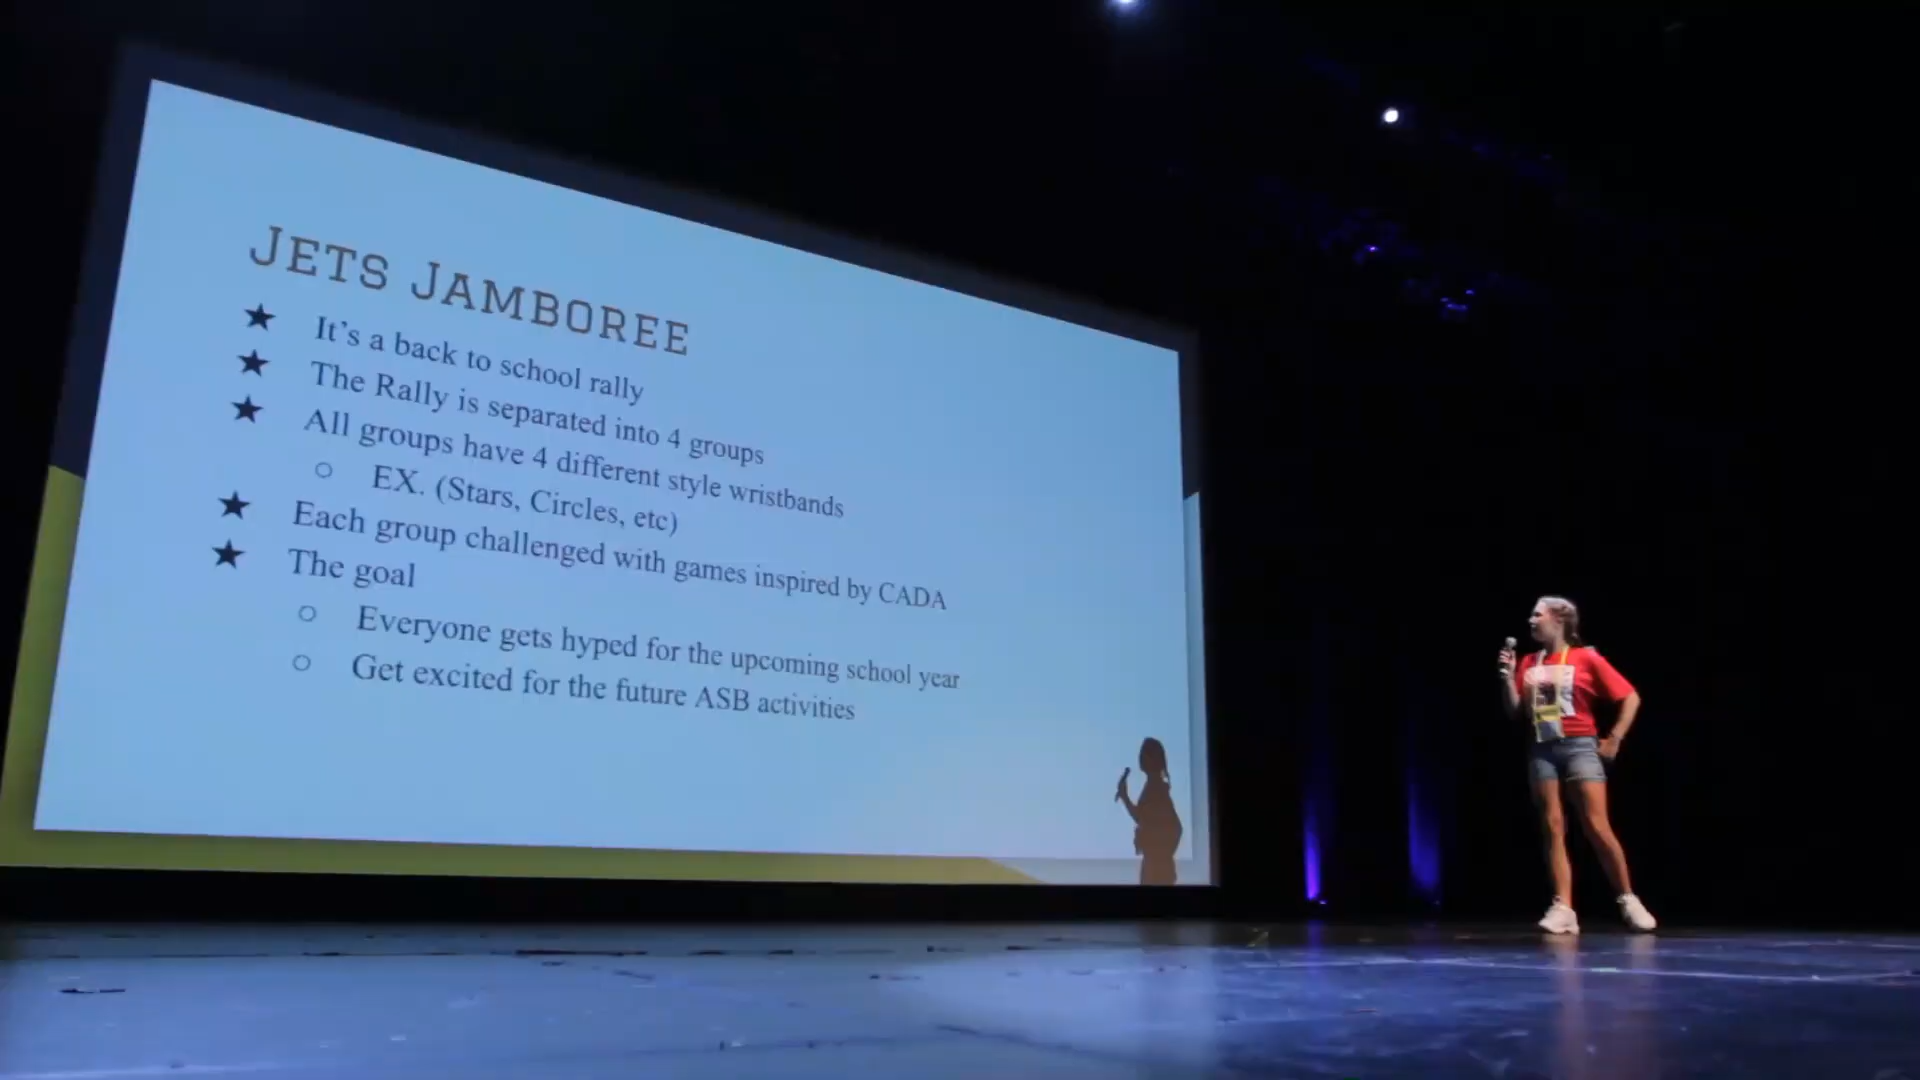 JETS JAMBOREE
★ It's a back to school rally
★ The Rally is separated into 4 groups
★ All groups have 4 different style wristbands
○ EX. (Stars, Circles, etc)
★ Each group challenged with games inspired by CADA
★ The goal
○ Everyone gets hyped for the upcoming school year
○ Get excited for the future ASB activities